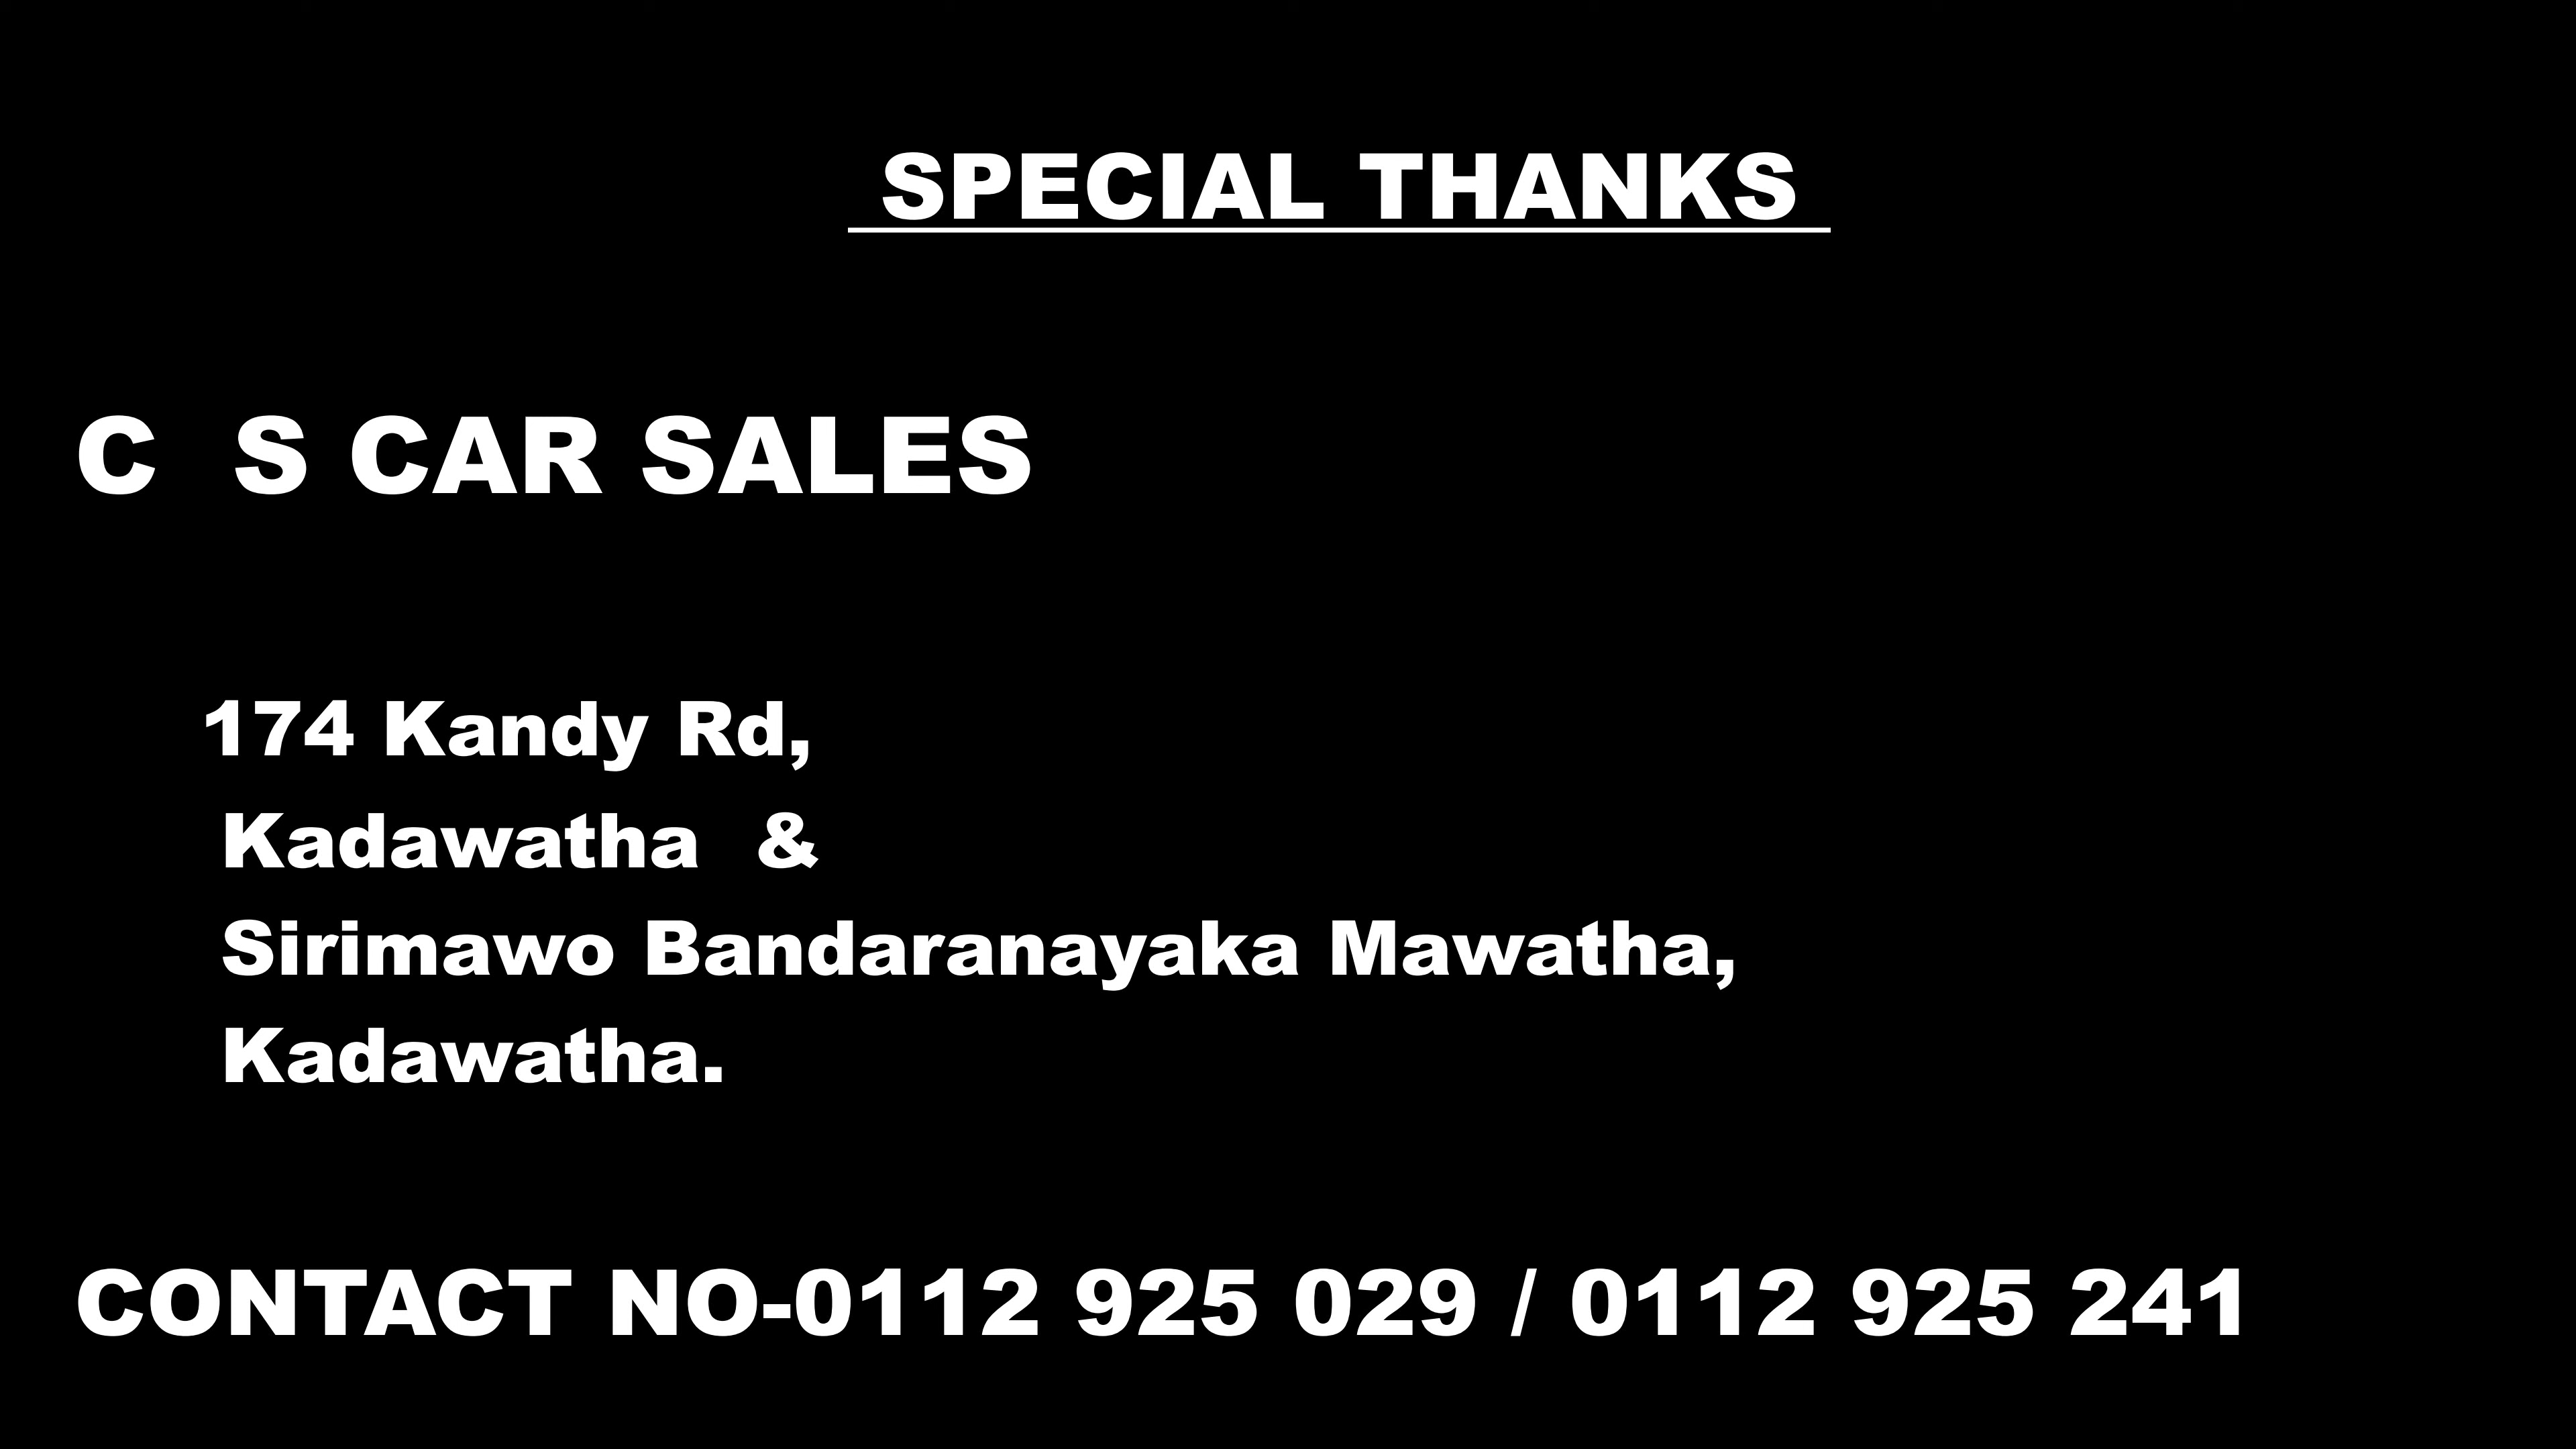 SPECIAL THANKS
C  S CAR SALES
174 Kandy Rd,
Kadawatha  &
Sirimawo Bandaranayaka Mawatha,
Kadawatha.
CONTACT NO-0112 925 029 / 0112 925 241